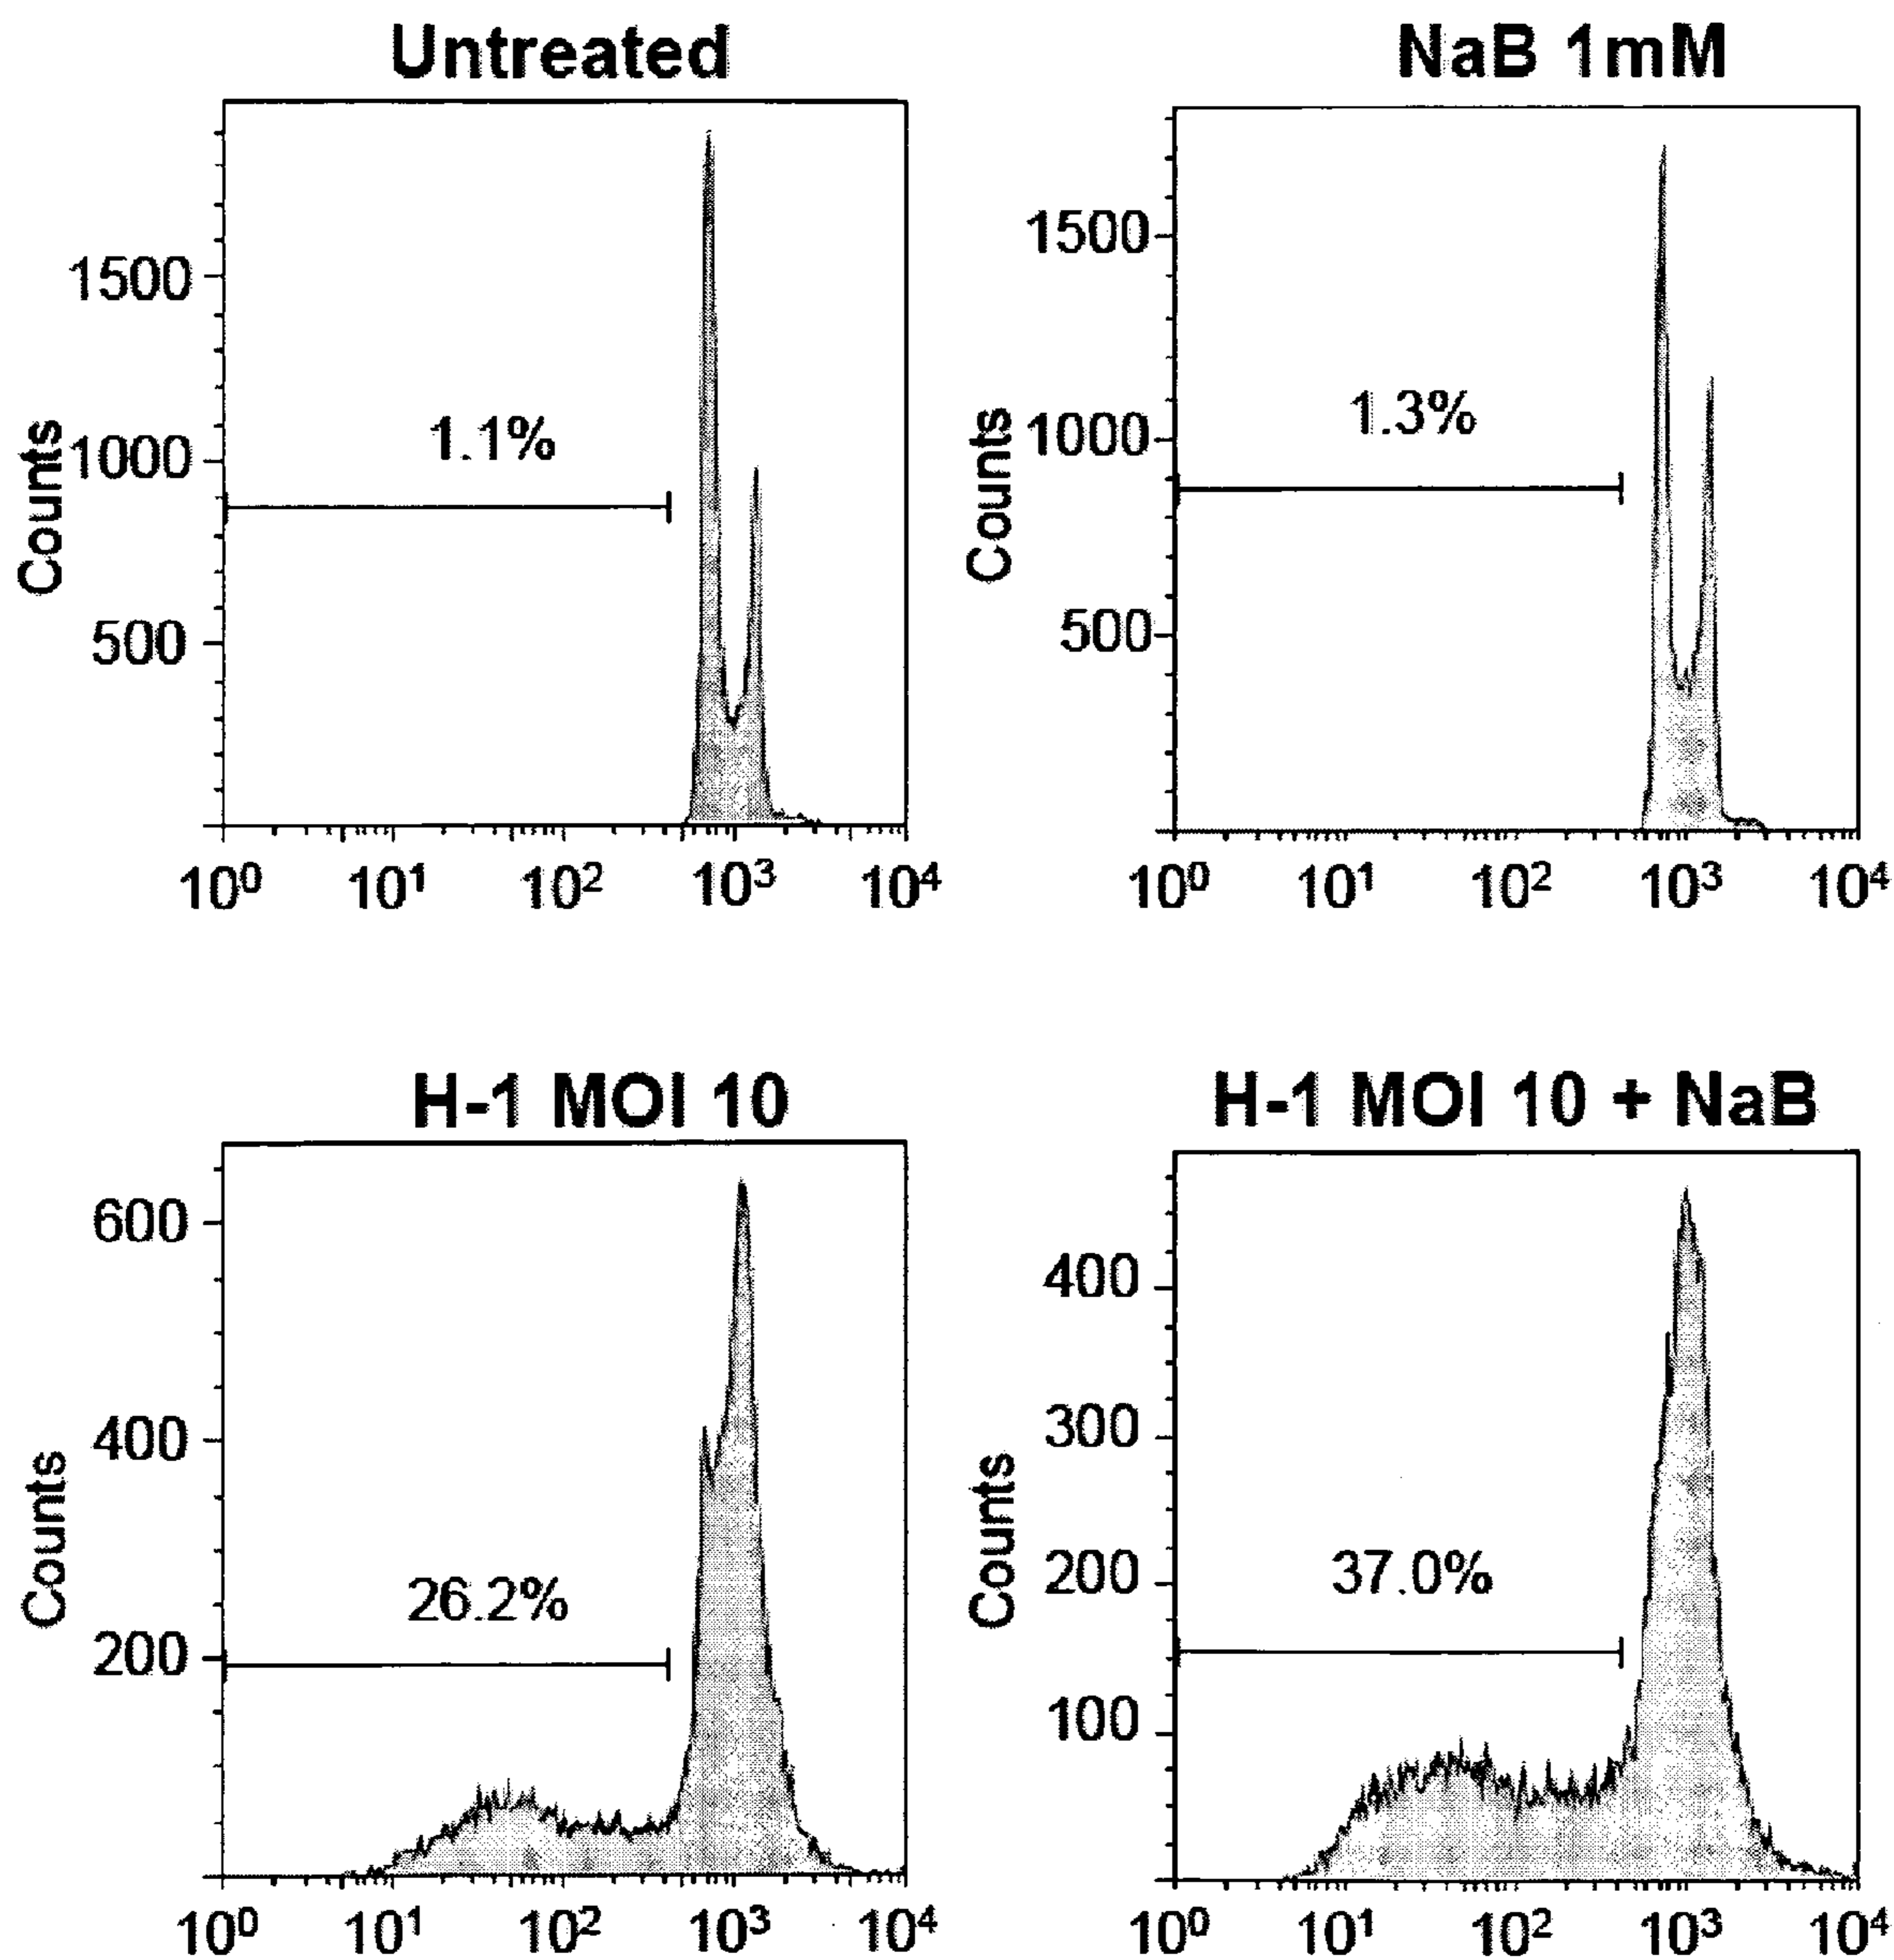 Untreated
Counts
1500
1000
500
1.1%
10⁰ 10¹ 10² 10³ 10⁴
NaB 1mM
Counts
1500
1000
500
1.3%
10⁰ 10¹ 10² 10³ 10⁴
H-1 MOI 10
Counts
600
400
200
26.2%
10⁰ 10¹ 10² 10³ 10⁴
H-1 MOI 10 + NaB
Counts
400
300
200
100
37.0%
10⁰ 10¹ 10² 10³ 10⁴